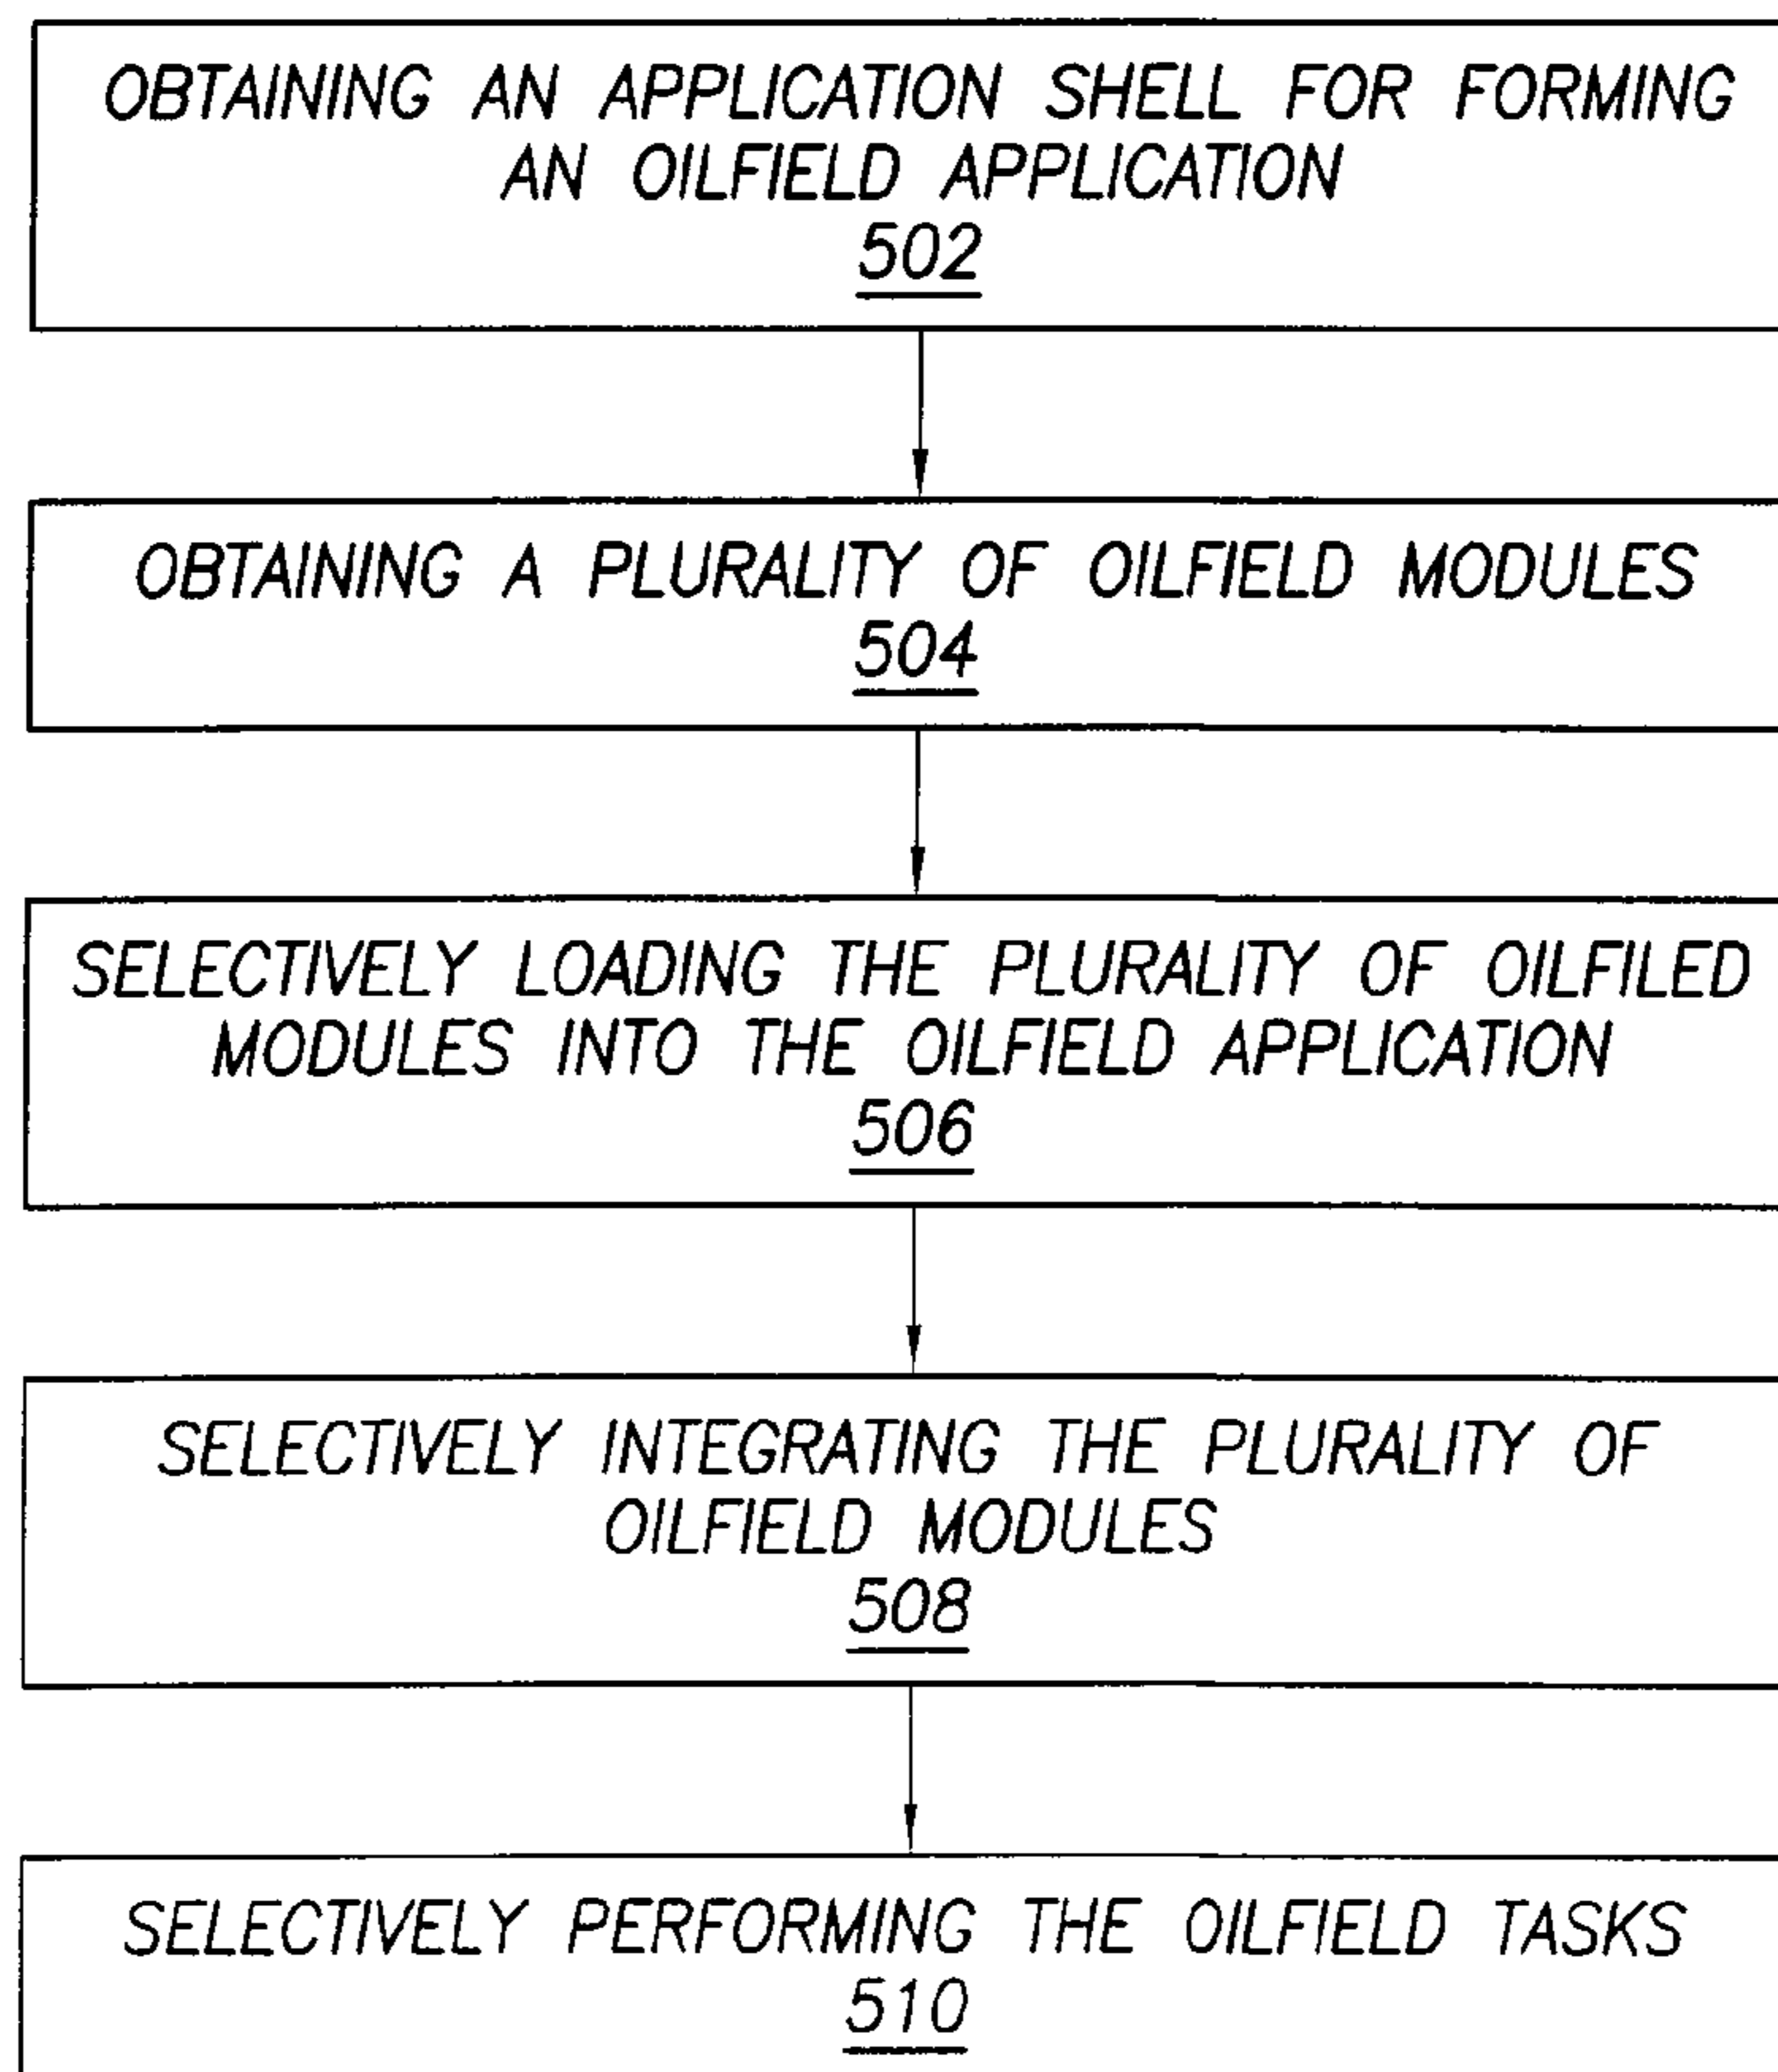 OBTAINING AN APPLICATION SHELL FOR FORMING
AN OILFIELD APPLICATION
502
OBTAINING A PLURALITY OF OILFIELD MODULES
504
SELECTIVELY LOADING THE PLURALITY OF OILFILED
MODULES INTO THE OILFIELD APPLICATION
506
SELECTIVELY INTEGRATING THE PLURALITY OF
OILFIELD MODULES
508
SELECTIVELY PERFORMING THE OILFIELD TASKS
510